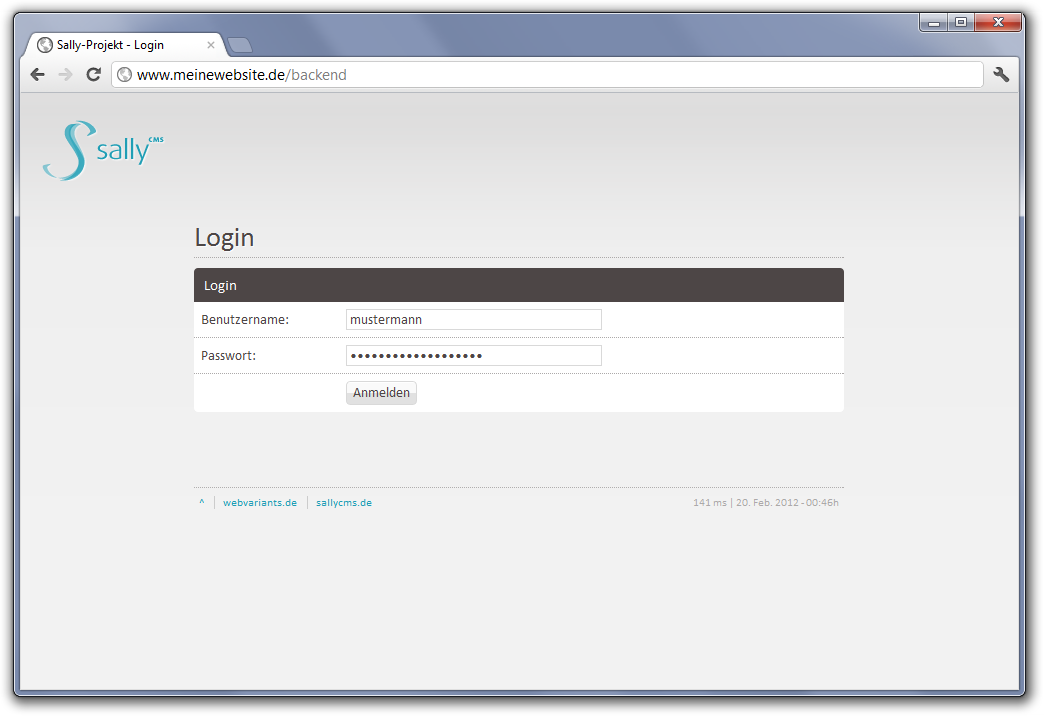 Sally-Projekt - Login
www.meinewebsite.de/backend
sally CMS
Login
Login
Benutzername: mustermann
Passwort: •••••••••••••••••••
Anmelden
^ webvariants.de sallycms.de 141 ms | 20. Feb. 2012 - 00:46h